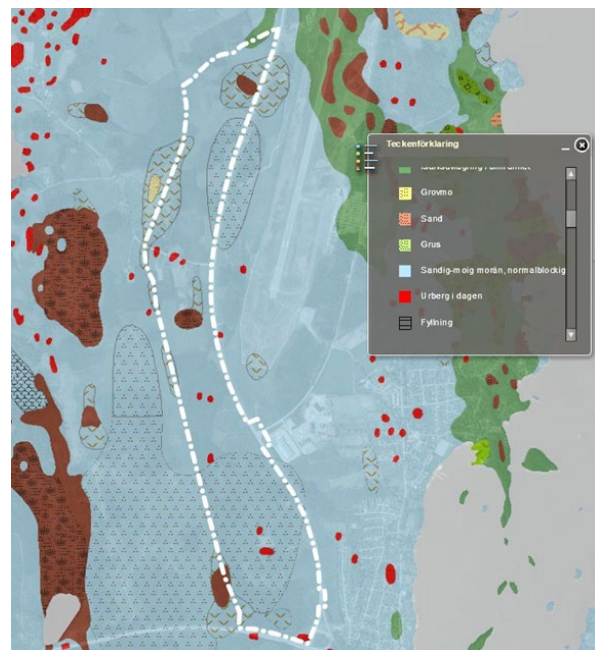 Teckenförklaring
Grovmo
Sand
Grus
Sandig-moig morän, normalblockig
Urberg i dagen
Fyllning